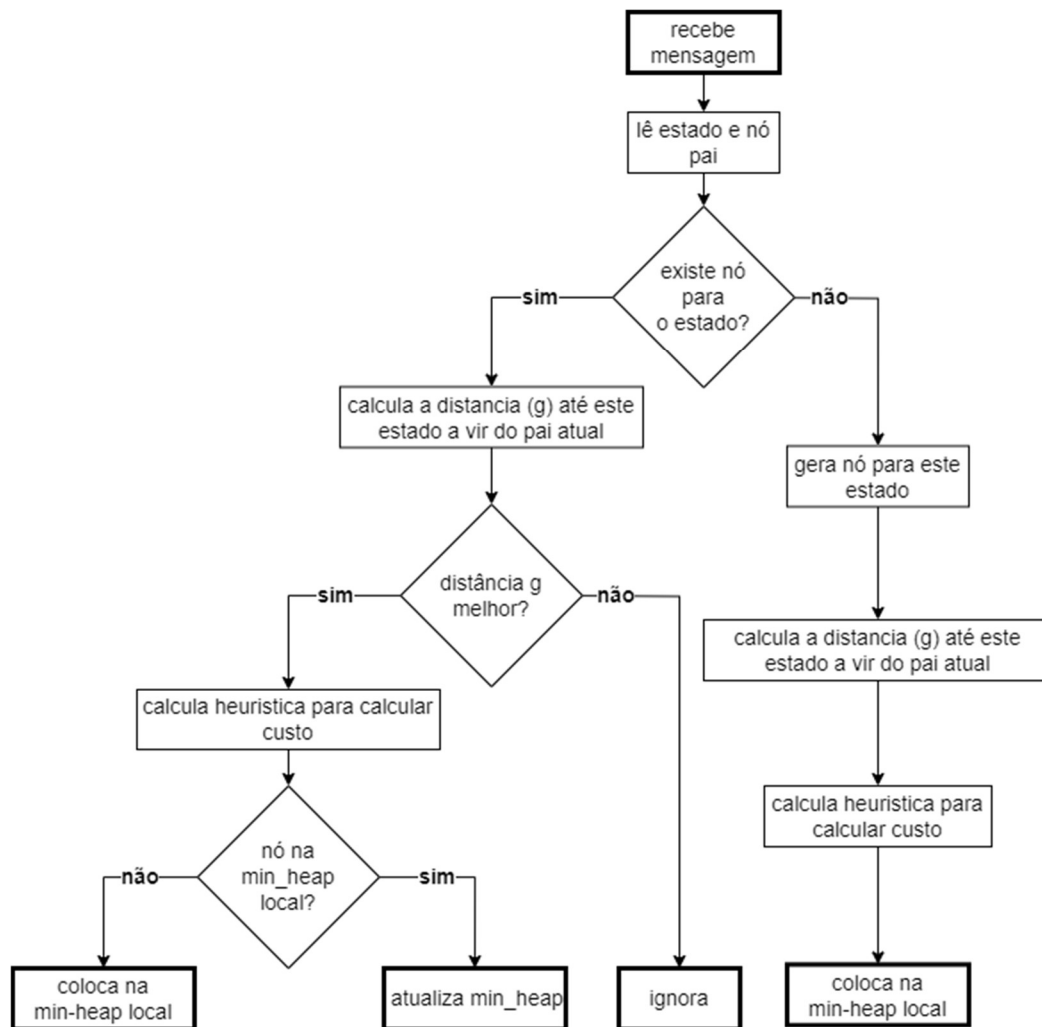 recebe
mensagem
lê estado e nó
pai
existe nó
para
o estado?
sim
não
calcula a distancia (g) até este
estado a vir do pai atual
gera nó para este
estado
distância g
melhor?
sim
não
calcula a distancia (g) até este
estado a vir do pai atual
calcula heuristica para calcular
custo
calcula heuristica para
calcular custo
nó na
min_heap
local?
não
sim
coloca na
min-heap local
atualiza min_heap
ignora
coloca na
min-heap local